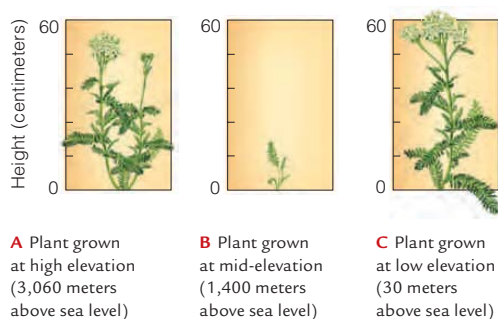 Height (centimeters)
60
0
60
0
60
0
A Plant grown
at high elevation
(3,060 meters
above sea level)
B Plant grown
at mid-elevation
(1,400 meters
above sea level)
C Plant grown
at low elevation
(30 meters
above sea level)